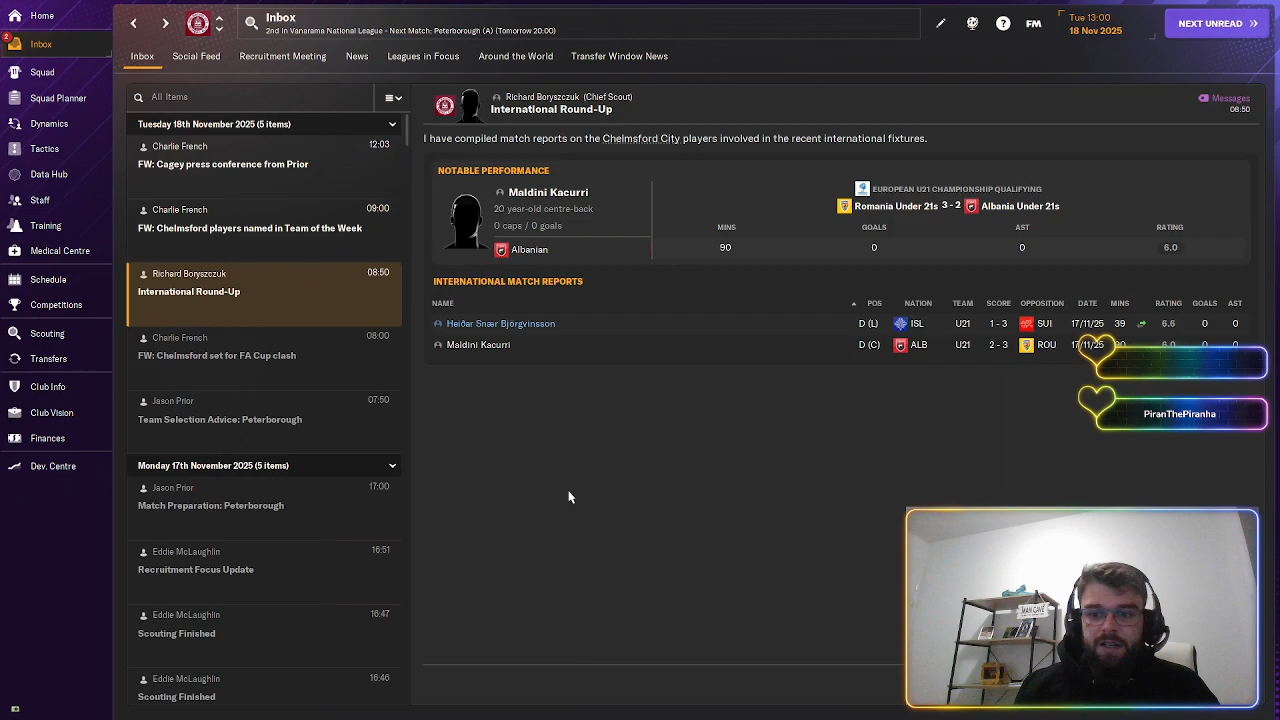 Home
2
Inbox
Squad
Squad Planner
Dynamics
Tactics
Data Hub
Staff
Training
Medical Centre
Schedule
Competitions
Scouting
Transfers
Club Info
Club Vision
Finances
Dev. Centre
Inbox
2nd in Vanarama National League - Next Match: Peterborough (A) (Tomorrow 20:00)
FM
Tue 13:00
18 Nov 2025
NEXT UNREAD
Inbox Social Feed Recruitment Meeting News Leagues in Focus Around the World Transfer Window News
All Items
Tuesday 18th November 2025 (5 items)
Charlie French 12:03
FW: Cagey press conference from Prior
Charlie French 09:00
FW: Chelmsford players named in Team of the Week
Richard Boryszczuk 08:50
International Round-Up
Charlie French 08:00
FW: Chelmsford set for FA Cup clash
Jason Prior 07:50
Team Selection Advice: Peterborough
Monday 17th November 2025 (5 items)
Jason Prior 17:00
Match Preparation: Peterborough
Eddie McLaughlin 16:51
Recruitment Focus Update
Eddie McLaughlin 16:47
Scouting Finished
Eddie McLaughlin 16:46
Scouting Finished
Richard Boryszczuk (Chief Scout)
International Round-Up
Messages
08:50
I have compiled match reports on the Chelmsford City players involved in the recent international fixtures.
NOTABLE PERFORMANCE
Maldini Kacurri
20 year-old centre-back
0 caps / 0 goals
Albanian
EUROPEAN U21 CHAMPIONSHIP QUALIFYING
Romania Under 21s 3 - 2 Albania Under 21s
MINS GOALS AST RATING
90 0 0 6.0
INTERNATIONAL MATCH REPORTS
NAME POS NATION TEAM SCORE OPPOSITION DATE MINS RATING GOALS AST
Heiðar Snær Björgvinsson D (L) ISL U21 1 - 3 SUI 17/11/25 39 6.6 0 0
Maldini Kacurri D (C) ALB U21 2 - 3 ROU 17/11/25 90 6.0 0 0
PiranThePiranha
MAN CAVE